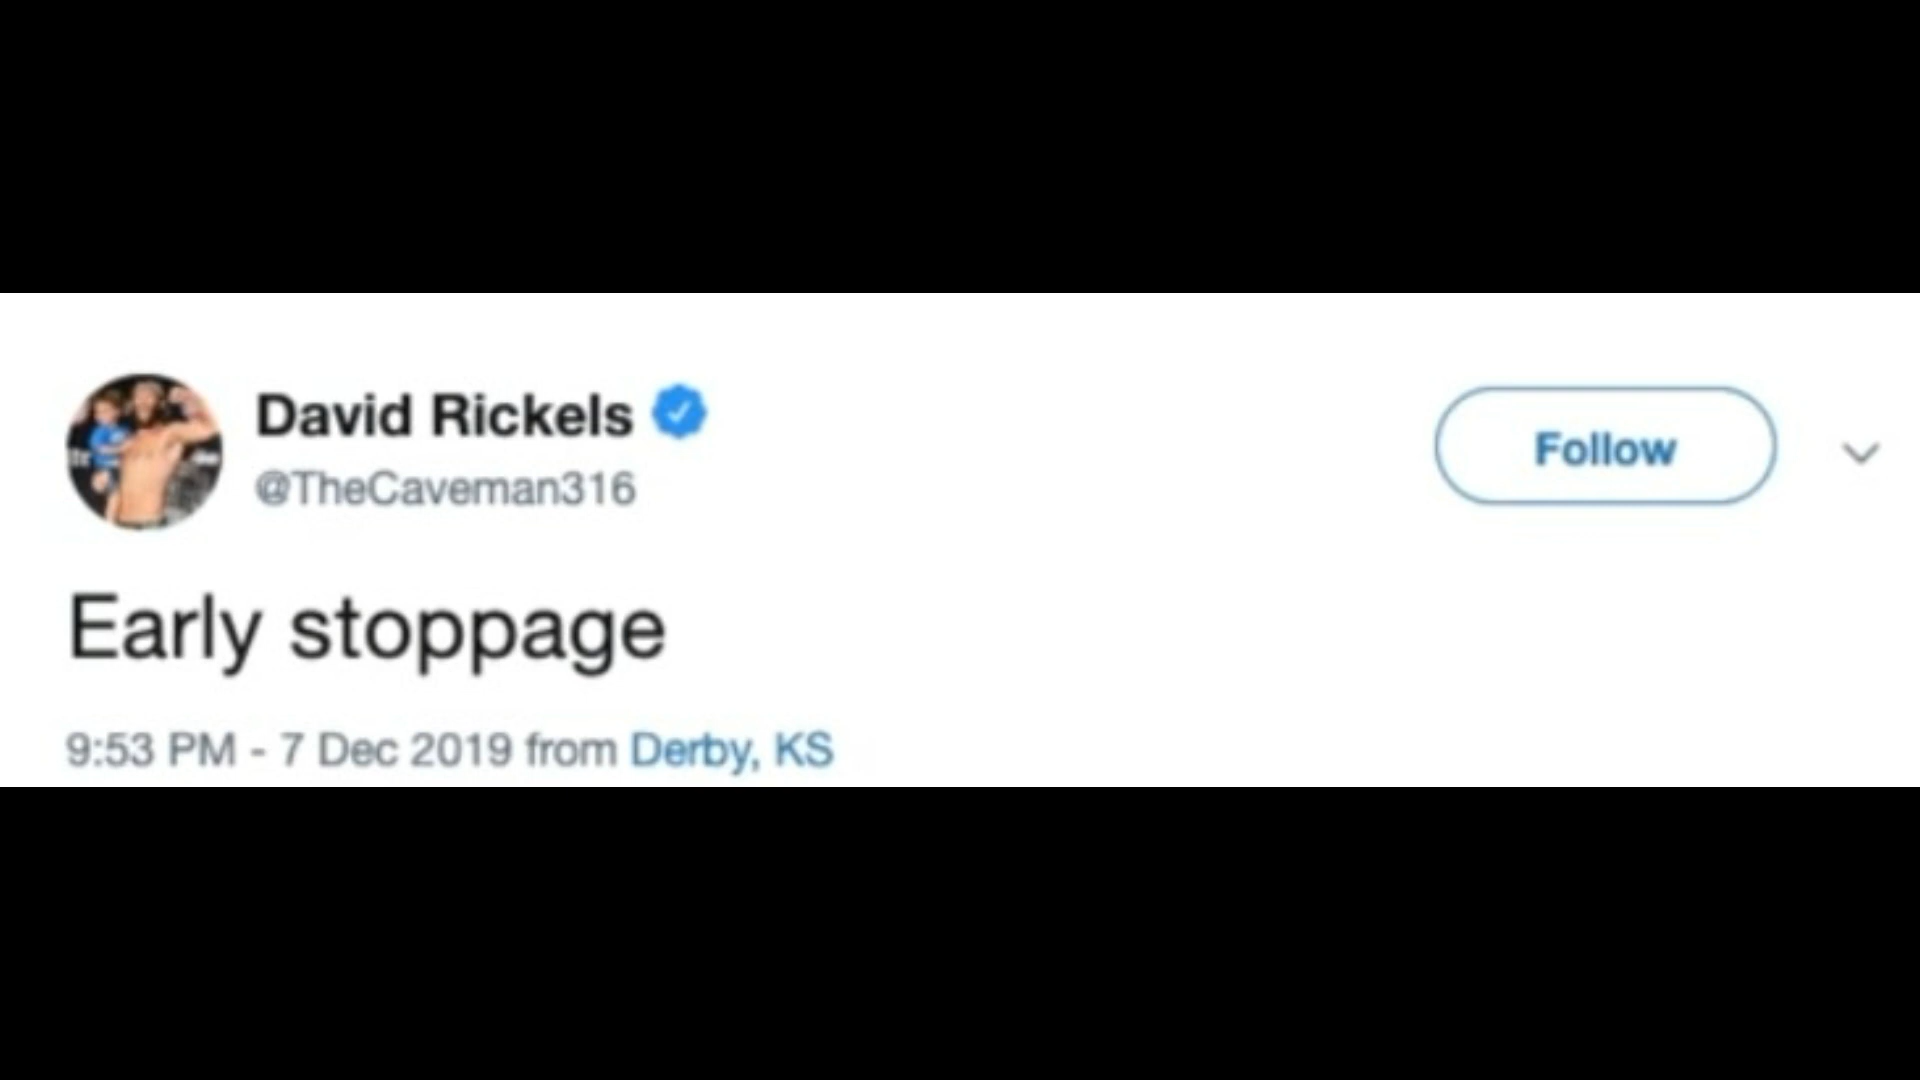 David Rickels
@TheCaveman316
Follow
Early stoppage
9:53 PM - 7 Dec 2019 from Derby, KS